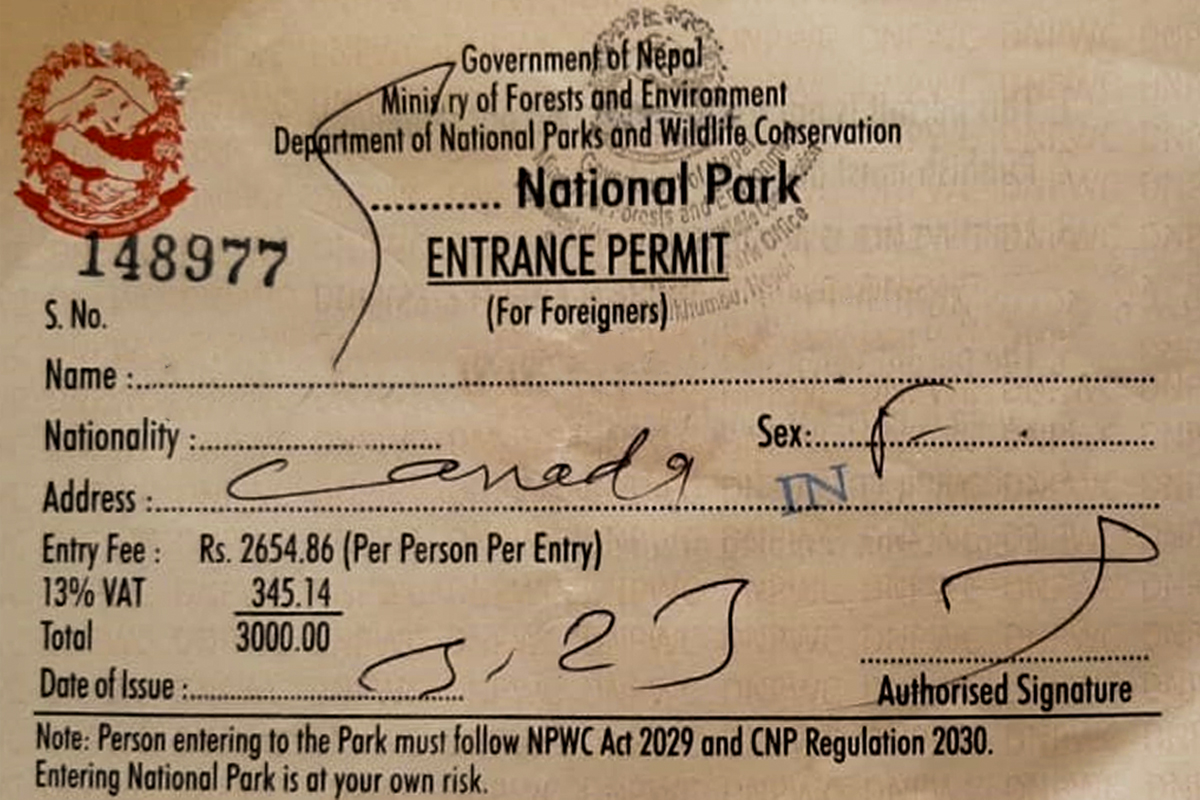 Government of Nepal
Ministry of Forests and Environment
Department of National Parks and Wildlife Conservation
........... National Park
148977
ENTRANCE PERMIT
S. No.
(For Foreigners)
Name :
Nationality : Sex: F
Address : Canada IN
Entry Fee : Rs. 2654.86 (Per Person Per Entry)
13% VAT 345.14
Total 3000.00
Date of Issue :
Authorised Signature
Note: Person entering to the Park must follow NPWC Act 2029 and CNP Regulation 2030.
Entering National Park is at your own risk.